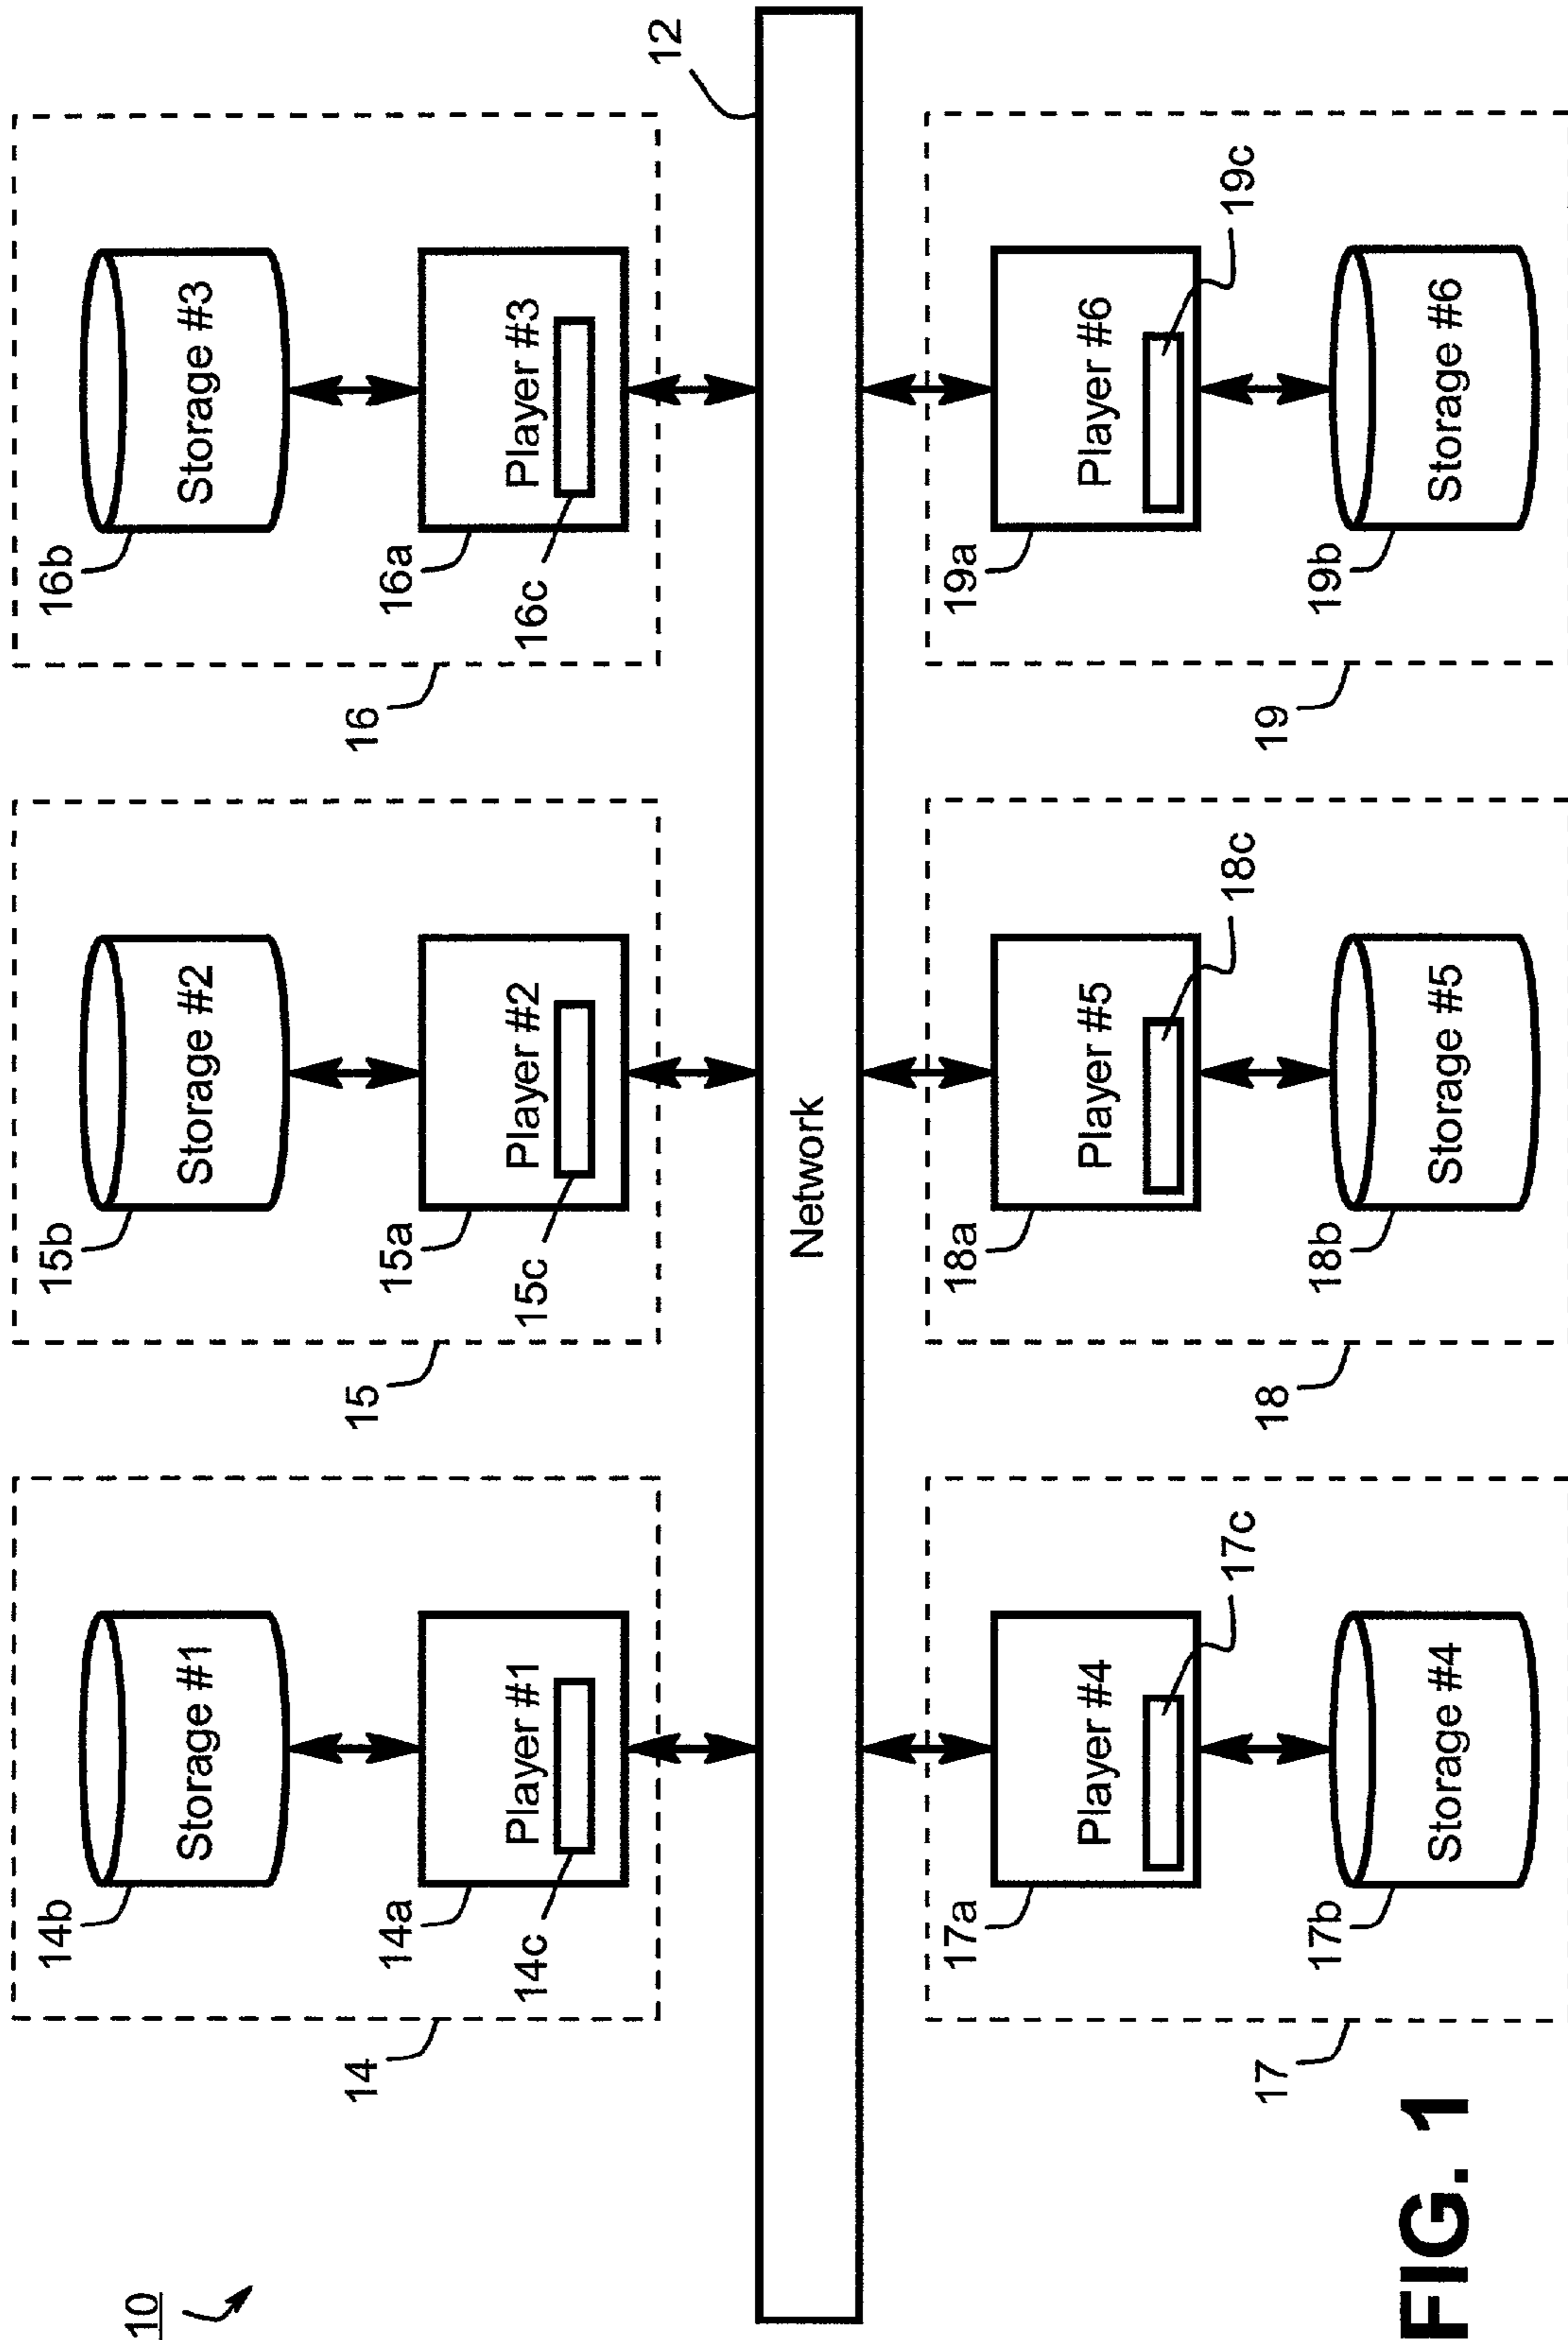 10
14b
Storage #1
15b
Storage #2
16b
Storage #3
14a
Player #1
15a
Player #2
16a
Player #3
14c
15c
16c
14
15
16
12
Network
17a
Player #4
17c
18a
Player #5
18c
19a
Player #6
19c
17b
Storage #4
18b
Storage #5
19b
Storage #6
17
18
19
FIG. 1